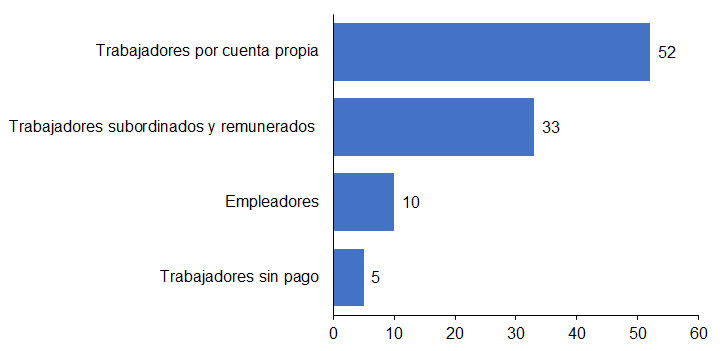 Trabajadores por cuenta propia 52
Trabajadores subordinados y remunerados 33
Empleadores 10
Trabajadores sin pago 5
0 10 20 30 40 50 60